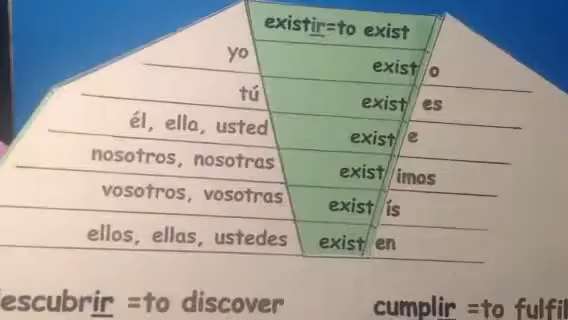 existir=to exist
yo exist o
tú exist es
él, ella, usted exist e
nosotros, nosotras exist imos
vosotros, vosotras exist ís
ellos, ellas, ustedes exist en
escubrir =to discover cumplir =to fulfil